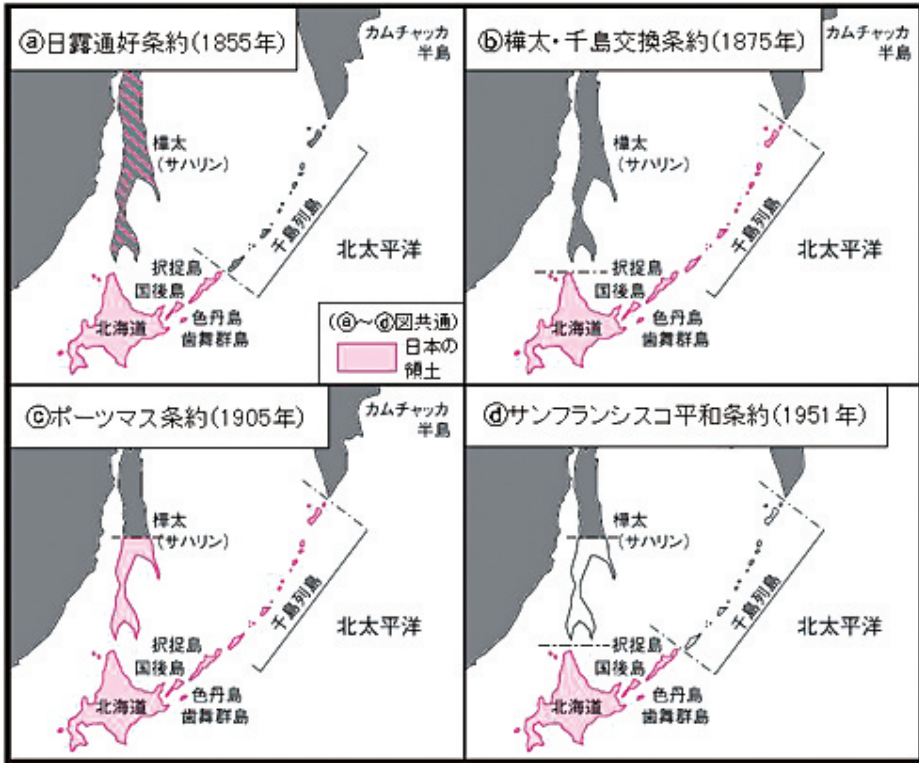 ⓐ日露通好条約(1855年)
カムチャッカ
半島
樺太
(サハリン)
千島列島
北太平洋
択捉島
国後島
北海道
色丹島
歯舞群島
(ⓐ～ⓓ図共通)
日本の
領土
ⓑ樺太・千島交換条約(1875年)
カムチャッカ
半島
樺太
(サハリン)
千島列島
北太平洋
択捉島
国後島
北海道
色丹島
歯舞群島
ⓒポーツマス条約(1905年)
カムチャッカ
半島
樺太
(サハリン)
千島列島
北太平洋
択捉島
国後島
北海道
色丹島
歯舞群島
ⓓサンフランシスコ平和条約(1951年)
カムチャッカ
半島
樺太
(サハリン)
千島列島
北太平洋
択捉島
国後島
北海道
色丹島
歯舞群島